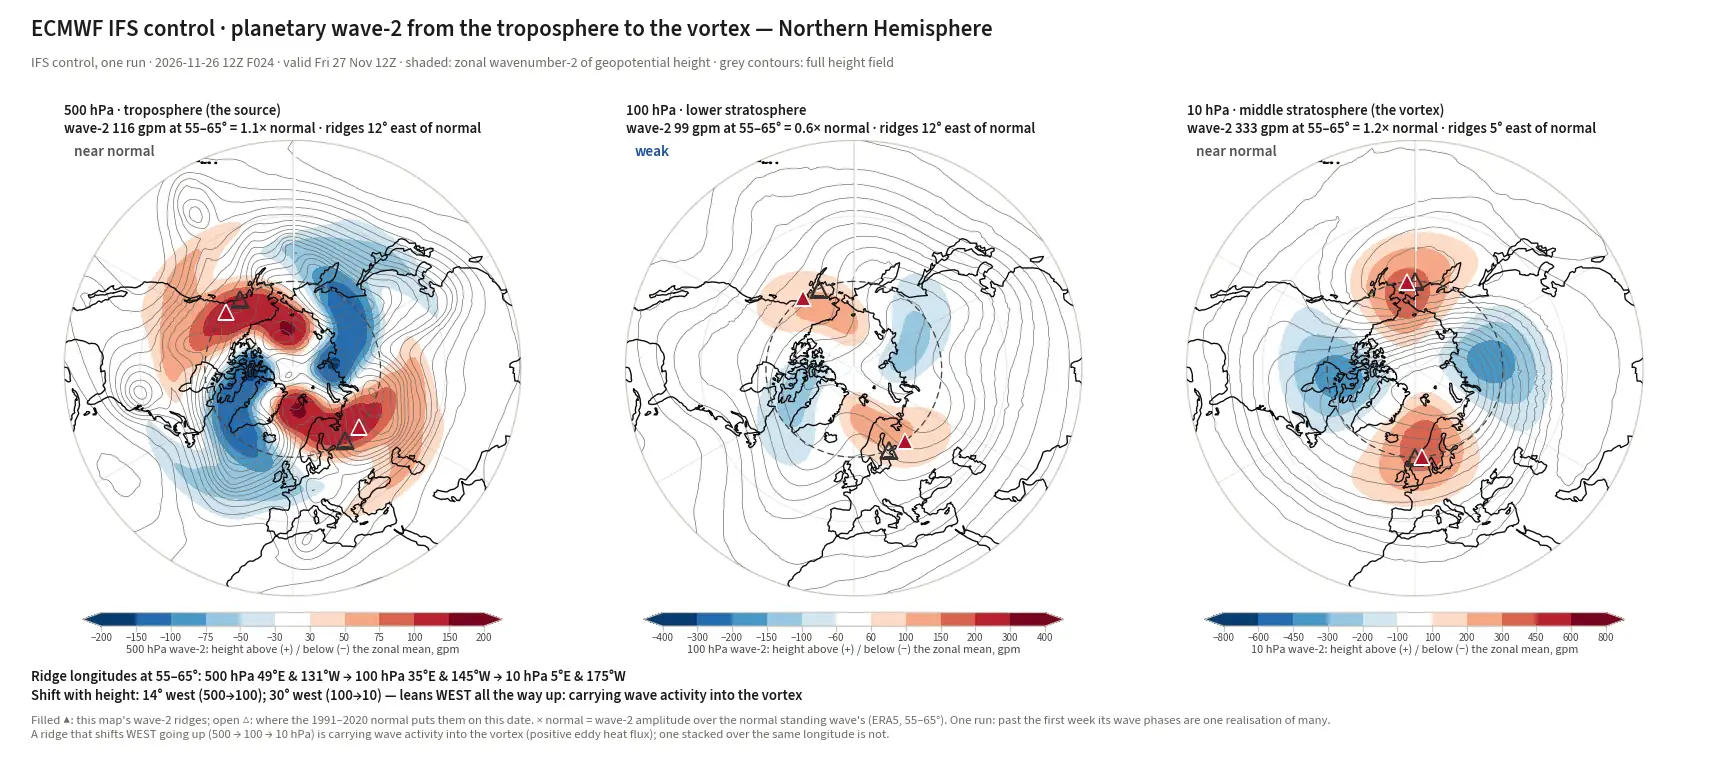 ECMWF IFS control · planetary wave-2 from the troposphere to the vortex — Northern Hemisphere
IFS control, one run · 2026-11-26 12Z F024 · valid Fri 27 Nov 12Z · shaded: zonal wavenumber-2 of geopotential height · grey contours: full height field
500 hPa · troposphere (the source)
wave-2 116 gpm at 55–65° = 1.1× normal · ridges 12° east of normal
near normal
100 hPa · lower stratosphere
wave-2 99 gpm at 55–65° = 0.6× normal · ridges 12° east of normal
weak
10 hPa · middle stratosphere (the vortex)
wave-2 333 gpm at 55–65° = 1.2× normal · ridges 5° east of normal
near normal
−200 −150 −100 −75 −50 −30 30 50 75 100 150 200
500 hPa wave-2: height above (+) / below (−) the zonal mean, gpm
−400 −300 −200 −150 −100 −60 60 100 150 200 300 400
100 hPa wave-2: height above (+) / below (−) the zonal mean, gpm
−800 −600 −450 −300 −200 −100 100 200 300 450 600 800
10 hPa wave-2: height above (+) / below (−) the zonal mean, gpm
Ridge longitudes at 55–65°: 500 hPa 49°E & 131°W → 100 hPa 35°E & 145°W → 10 hPa 5°E & 175°W
Shift with height: 14° west (500→100); 30° west (100→10) — leans WEST all the way up: carrying wave activity into the vortex
Filled ▲: this map's wave-2 ridges; open △: where the 1991–2020 normal puts them on this date. × normal = wave-2 amplitude over the normal standing wave's (ERA5, 55–65°). One run: past the first week its wave phases are one realisation of many.
A ridge that shifts WEST going up (500 → 100 → 10 hPa) is carrying wave activity into the vortex (positive eddy heat flux); one stacked over the same longitude is not.